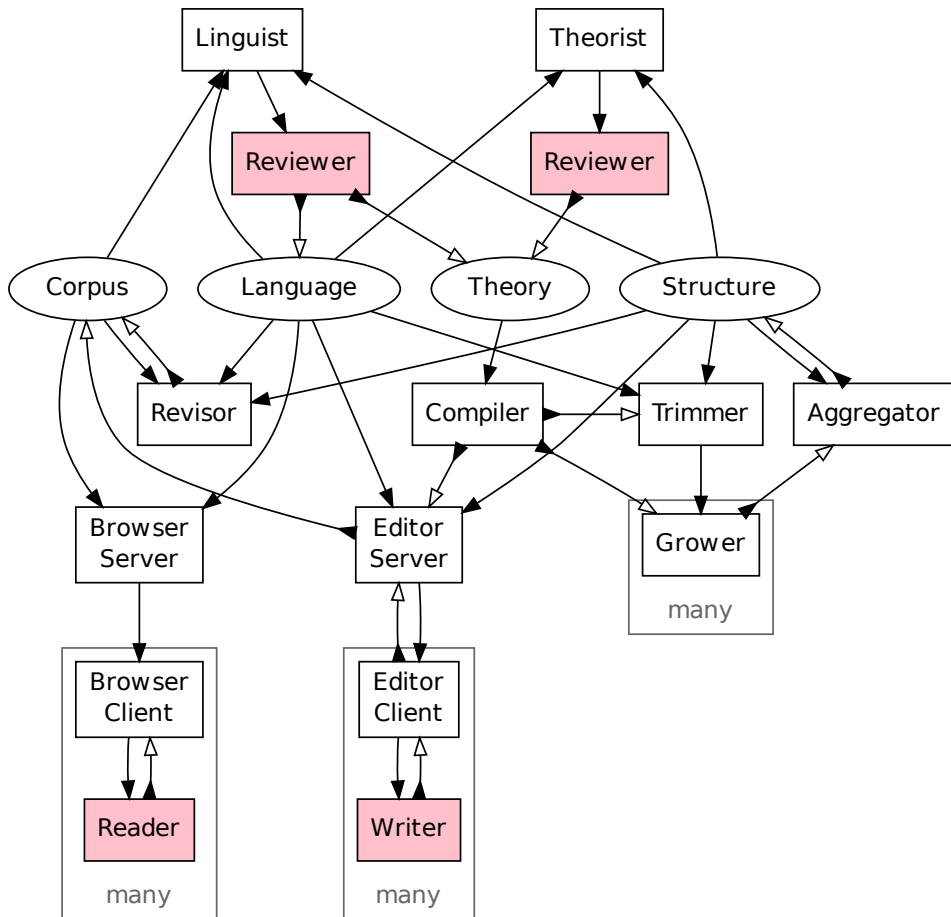 Linguist
Theorist
Reviewer
Reviewer
Corpus
Language
Theory
Structure
Revisor
Compiler
Trimmer
Aggregator
Browser
Server
Editor
Server
Grower
many
Browser
Client
Editor
Client
Reader
Writer
many
many